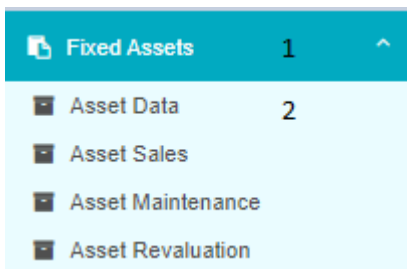 Fixed Assets 1
Asset Data 2
Asset Sales
Asset Maintenance
Asset Revaluation